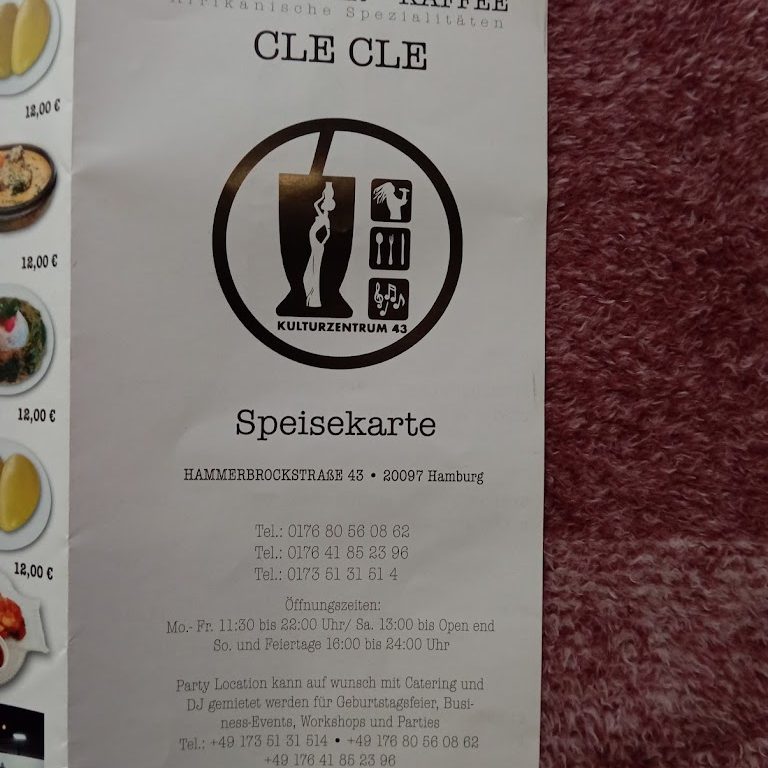 KAFFEE
Afrikanische Spezialitäten
CLE CLE
KULTURZENTRUM 43
Speisekarte
HAMMERBROCKSTRAßE 43 • 20097 Hamburg
Tel.: 0176 80 56 08 62
Tel.: 0176 41 85 23 96
Tel.: 0173 51 31 51 4
Öffnungszeiten:
Mo.- Fr. 11:30 bis 22:00 Uhr/ Sa. 13:00 bis Open end
So. und Feiertage 16:00 bis 24:00 Uhr
Party Location kann auf wunsch mit Catering und
DJ gemietet werden für Geburtstagsfeier, Busi-
ness-Events, Workshops und Parties
Tel.: +49 173 51 31 514 • +49 176 80 56 08 62
+49 176 41 85 23 96
12,00 €
12,00 €
12,00 €
12,00 €